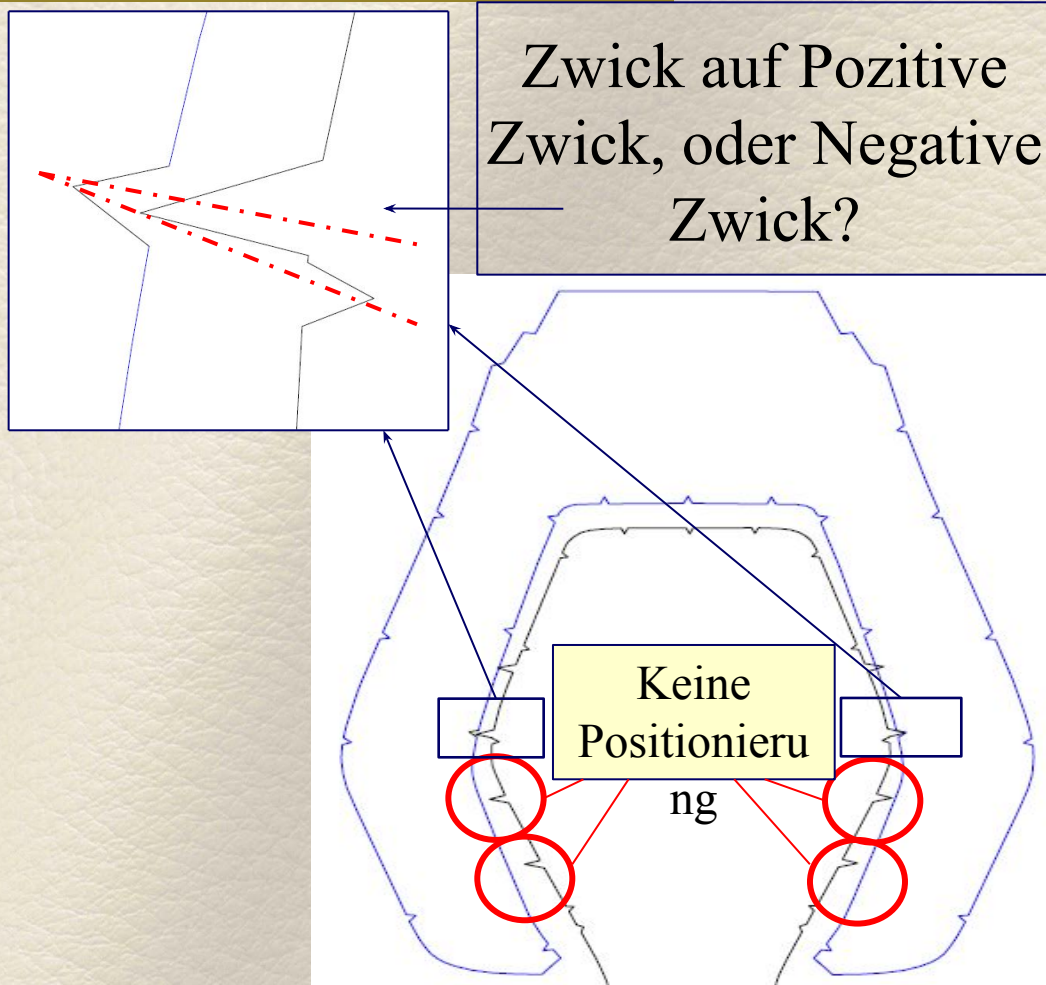 Zwick auf Pozitive
Zwick, oder Negative
Zwick?
Keine
Positionieru
ng